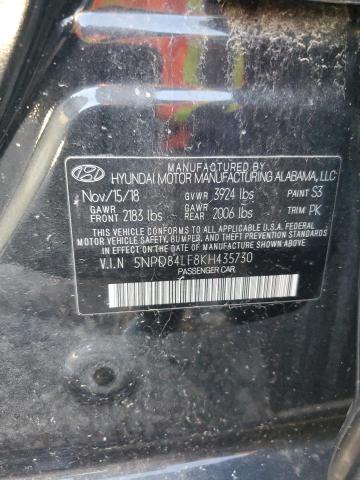 MANUFACTURED BY
HYUNDAI MOTOR MANUFACTURING ALABAMA, LLC
Nov/15/18 GVWR 3924 lbs PAINT S3
GAWR FRONT 2183 lbs GAWR REAR 2006 lbs TRIM PK
THIS VEHICLE CONFORMS TO ALL APPLICABLE U.S. FEDERAL
MOTOR VEHICLE SAFETY, BUMPER, AND THEFT PREVENTION
STANDARDS IN EFFECT ON THE DATE OF MANUFACTURE SHOWN ABOVE.
V.I.N 5NPD84LF8KH435730
PASSENGER CAR